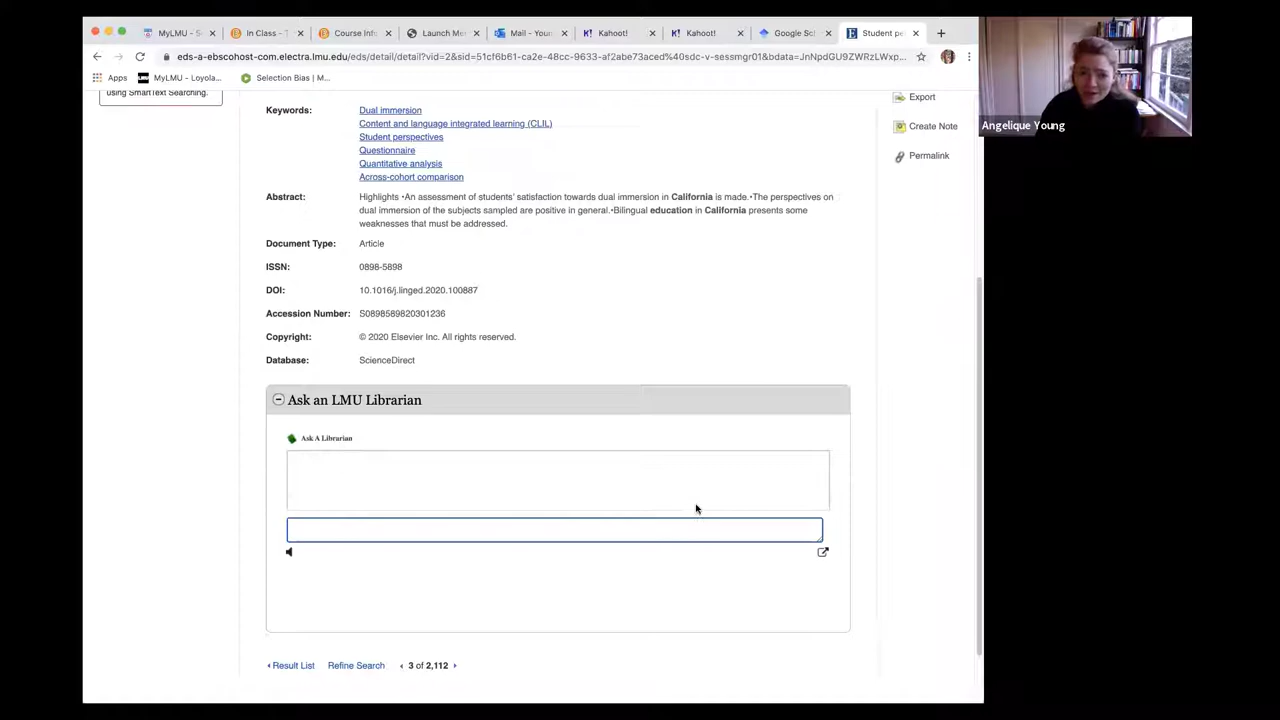 MyLMU - S
In Class - T
Course Info
Launch Me
Mail - You
Kahoot!
Kahoot!
Google Sc
Student pe
eds-a-ebscohost-com.electra.lmu.edu/eds/detail/detail?vid=2&sid=51cf6b61-ca2e-48cc-9633-af2abe73aced%40sdc-v-sessmgr01&bdata=JnNpdGU9ZWRzLWxp...
Apps
MyLMU - Loyola...
Selection Bias | M...
using SmartText Searching.
Export
Create Note
Permalink
Angelique Young
Keywords:
Dual immersion
Content and language integrated learning (CLIL)
Student perspectives
Questionnaire
Quantitative analysis
Across-cohort comparison
Abstract:
Highlights •An assessment of students' satisfaction towards dual immersion in California is made.•The perspectives on
dual immersion of the subjects sampled are positive in general.•Bilingual education in California presents some
weaknesses that must be addressed.
Document Type: Article
ISSN: 0898-5898
DOI: 10.1016/j.linged.2020.100887
Accession Number: S0898589820301236
Copyright: © 2020 Elsevier Inc. All rights reserved.
Database: ScienceDirect
Ask an LMU Librarian
Ask A Librarian
Result List Refine Search 3 of 2,112